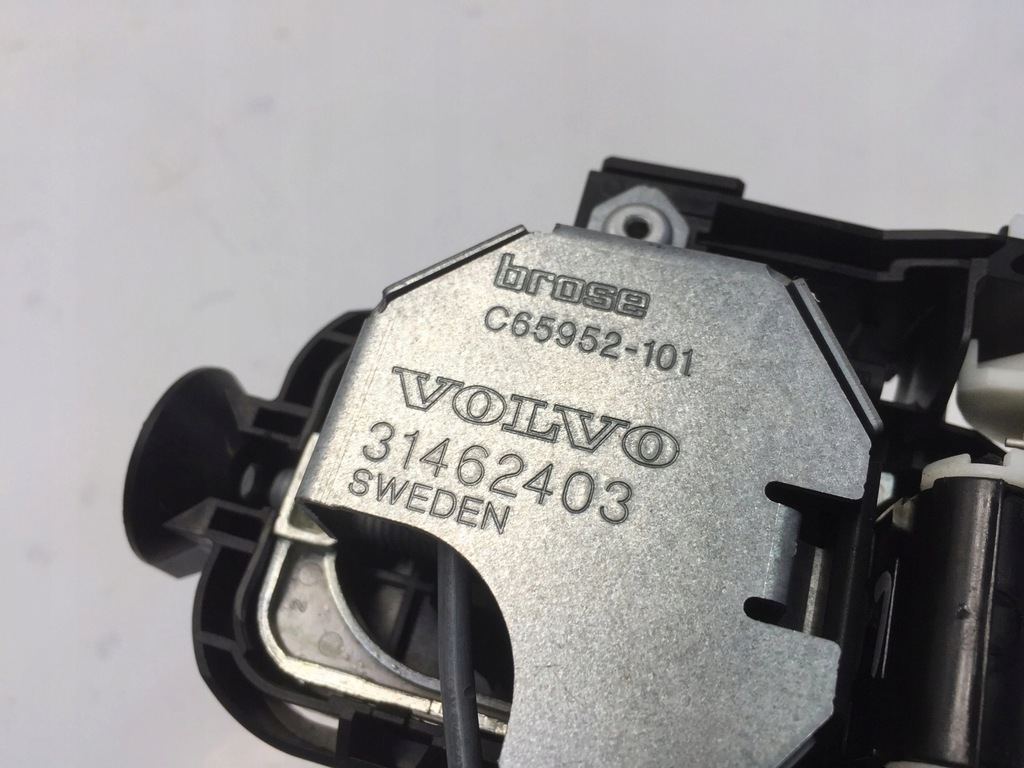 brose
C65952-101
VOLVO
31462403
SWEDEN